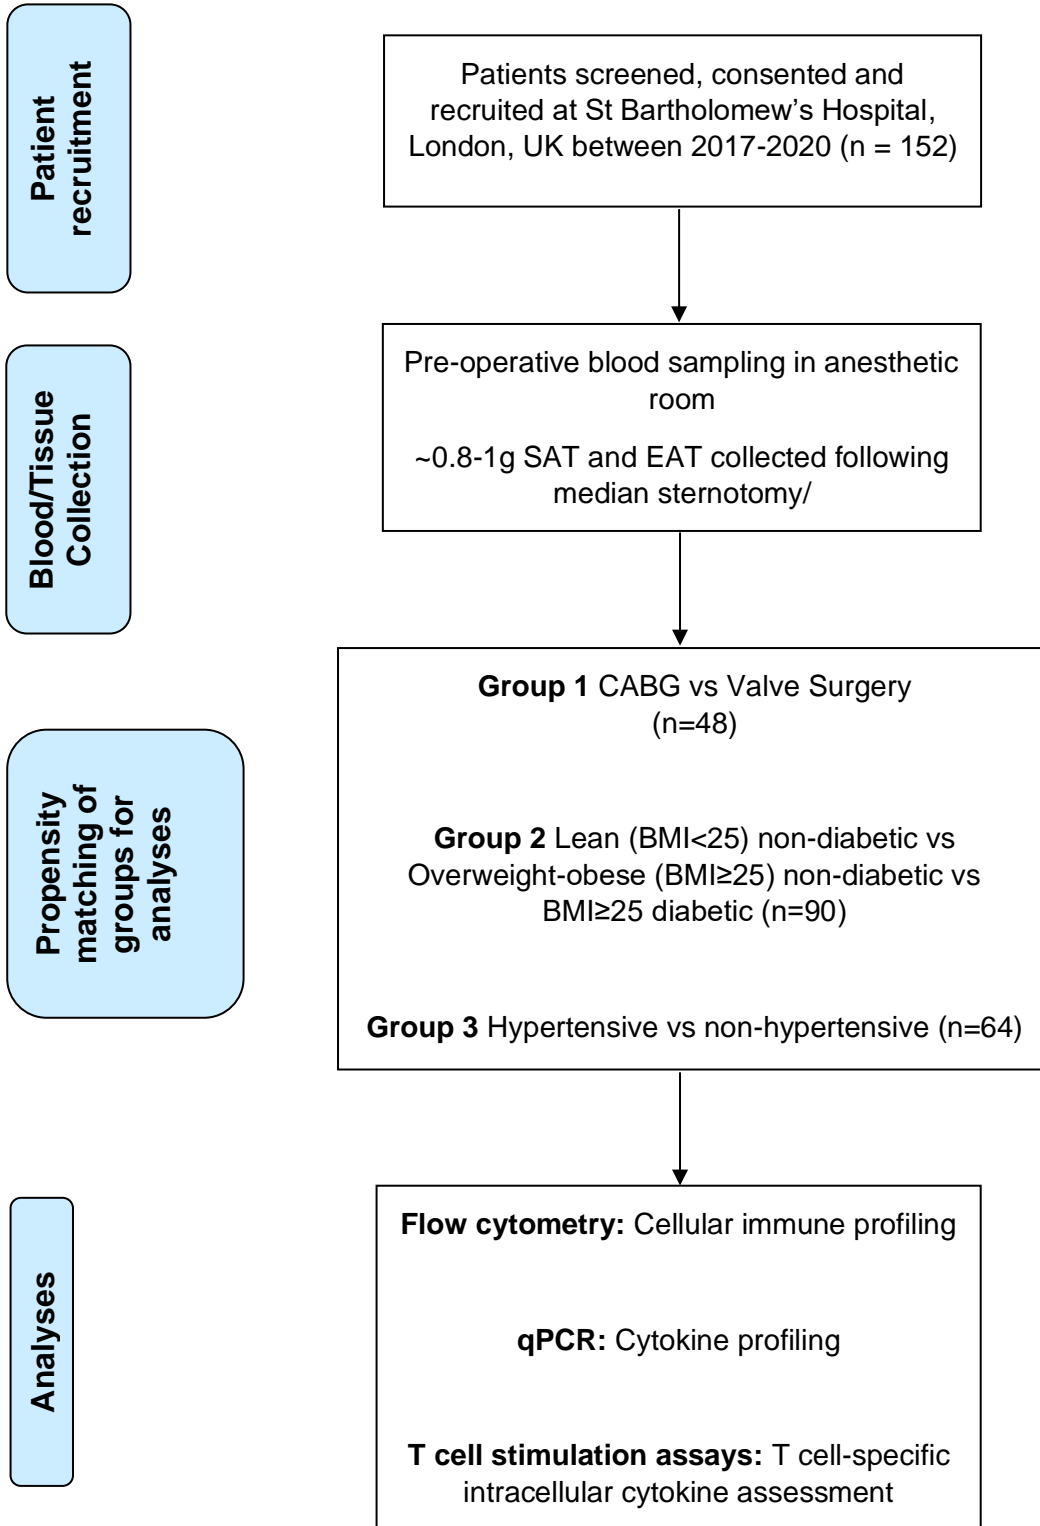 Patient
recruitment
Patients screened, consented and
recruited at St Bartholomew's Hospital,
London, UK between 2017-2020 (n = 152)
Blood/Tissue
Collection
Pre-operative blood sampling in anesthetic
room
~0.8-1g SAT and EAT collected following
median sternotomy/
Propensity
matching of
groups for
analyses
Group 1 CABG vs Valve Surgery
(n=48)
Group 2 Lean (BMI<25) non-diabetic vs
Overweight-obese (BMI≥25) non-diabetic vs
BMI≥25 diabetic (n=90)
Group 3 Hypertensive vs non-hypertensive (n=64)
Analyses
Flow cytometry: Cellular immune profiling
qPCR: Cytokine profiling
T cell stimulation assays: T cell-specific
intracellular cytokine assessment